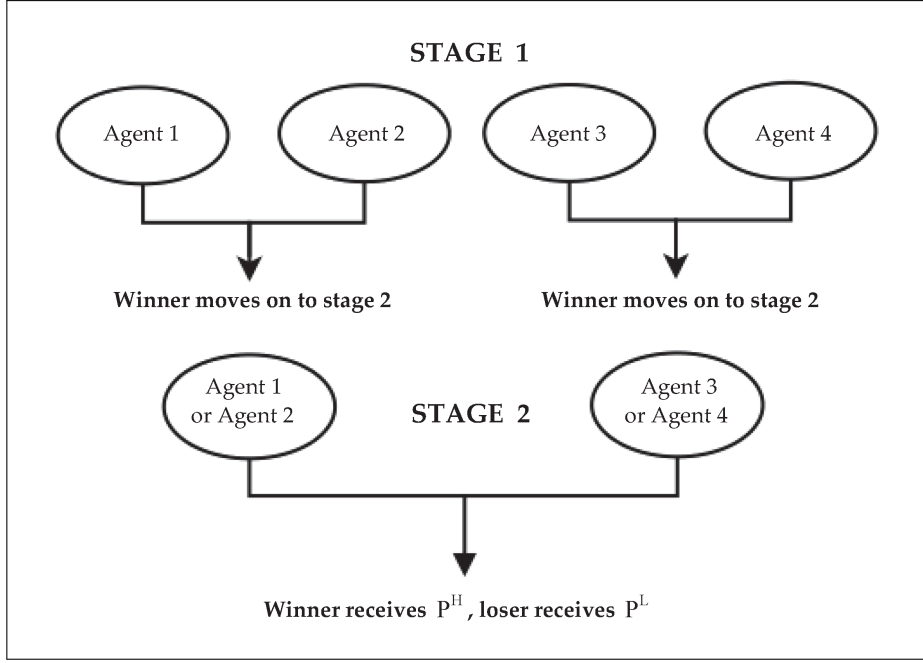 STAGE 1
Agent 1
Agent 2
Agent 3
Agent 4
Winner moves on to stage 2
Winner moves on to stage 2
Agent 1
or Agent 2
STAGE 2
Agent 3
or Agent 4
Winner receives P^H, loser receives P^L